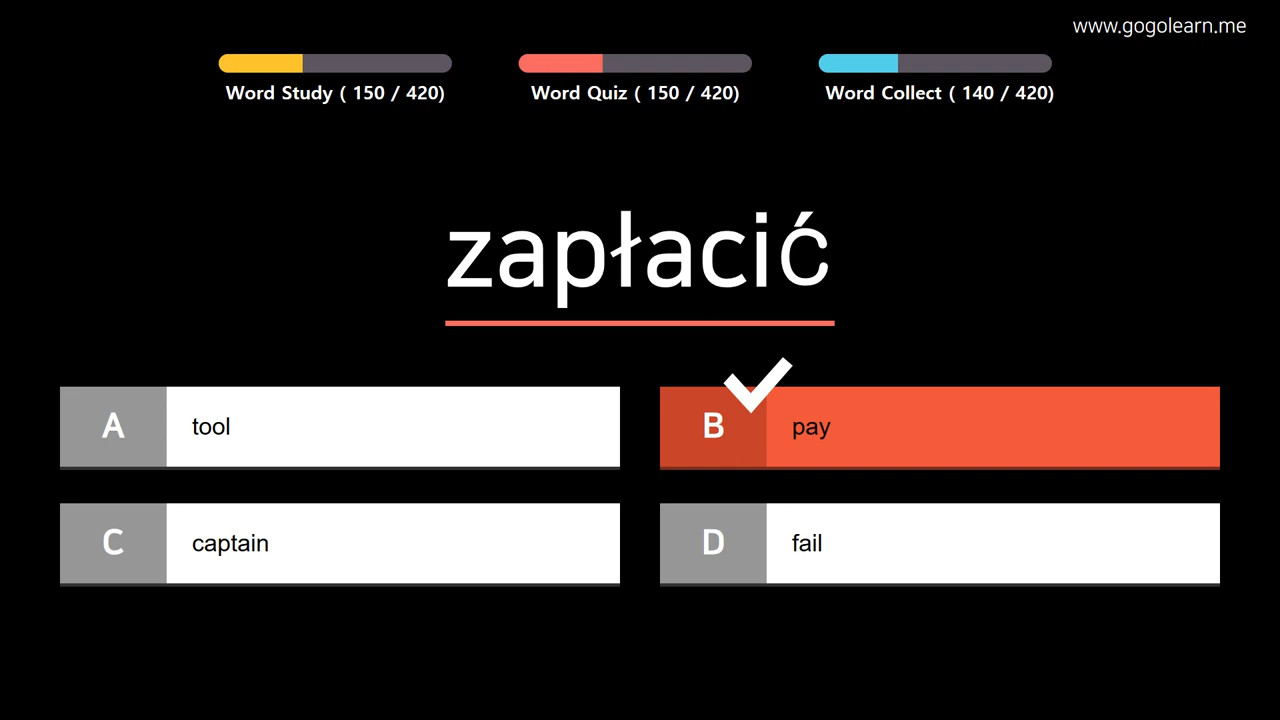 www.gogolearn.me
Word Study ( 150 / 420)
Word Quiz ( 150 / 420)
Word Collect ( 140 / 420)
zapłacić
A
tool
B
pay
C
captain
D
fail